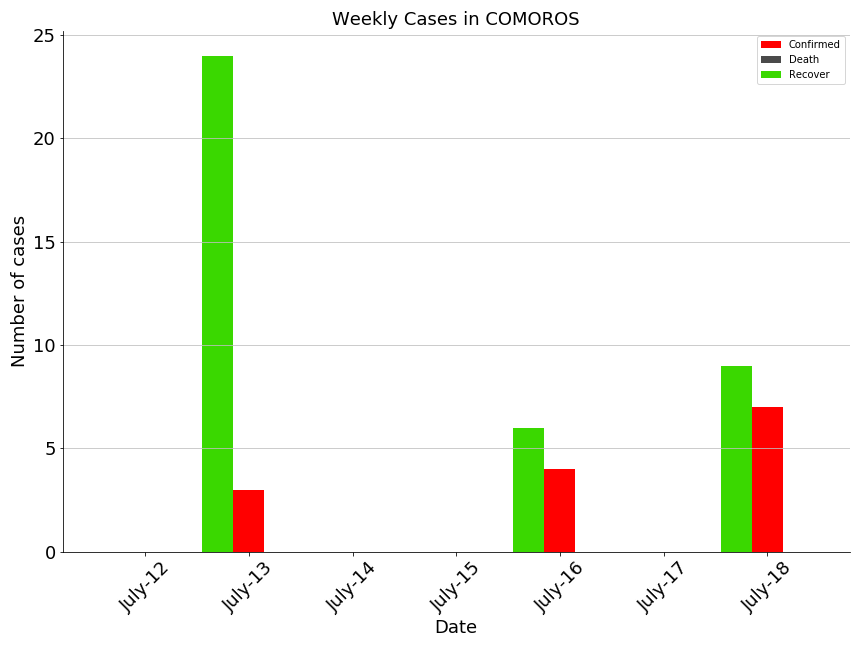 Weekly Cases in COMOROS
Confirmed
Death
Recover
Number of cases
25
20
15
10
5
0
July-12
July-13
July-14
July-15
July-16
July-17
July-18
Date